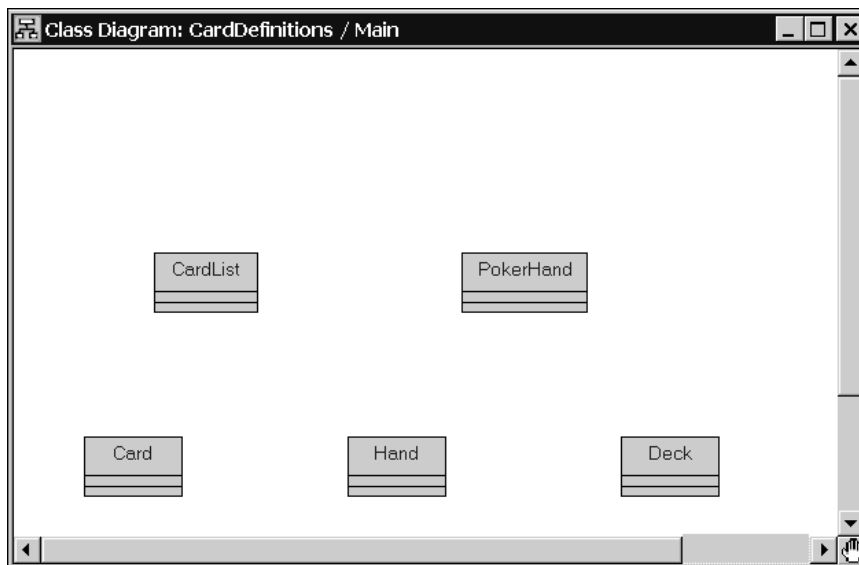 Class Diagram: CardDefinitions / Main
CardList
PokerHand
Card
Hand
Deck